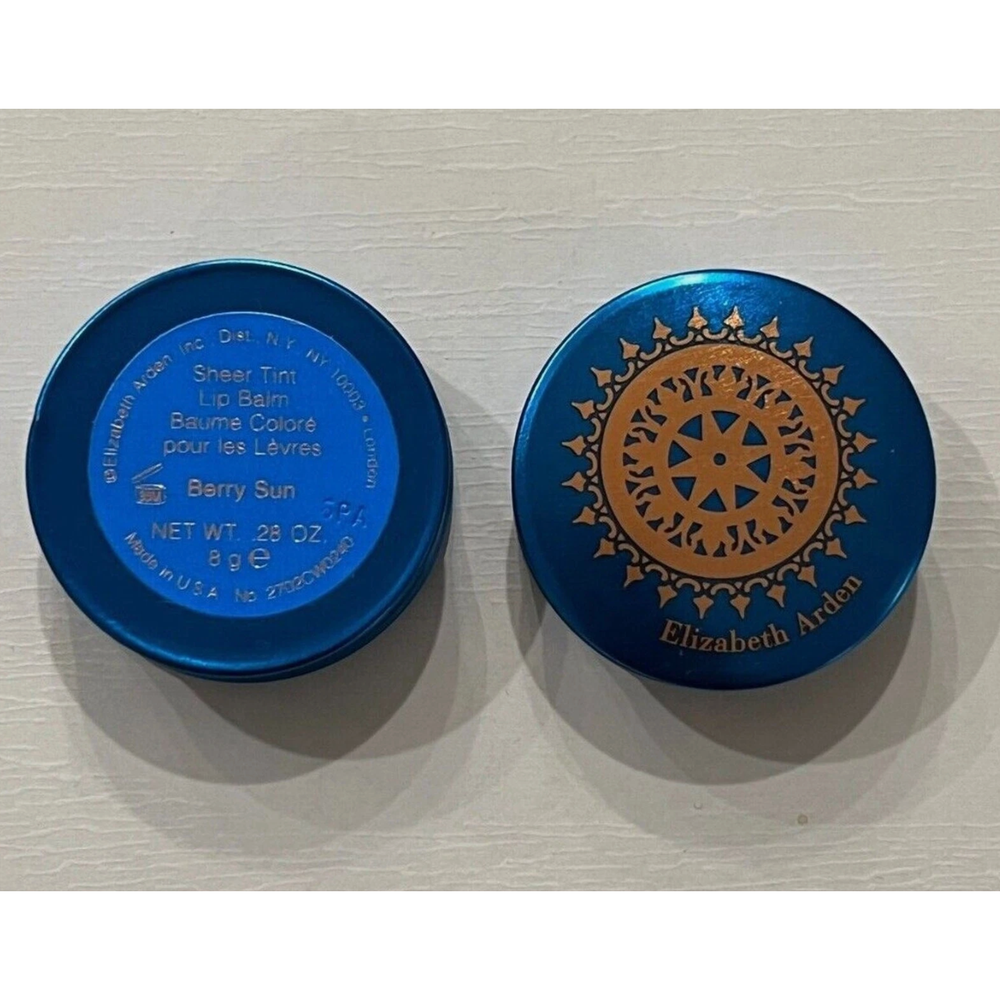 ©Elizabeth Arden Inc. Dist., N.Y. NY 10003 • London
Sheer Tint
Lip Balm
Baume Coloré
pour les Lèvres
Berry Sun
5PA
NET WT. .28 OZ.
8 g e
Made in U.S.A. No. 2702CW0240
Elizabeth Arden